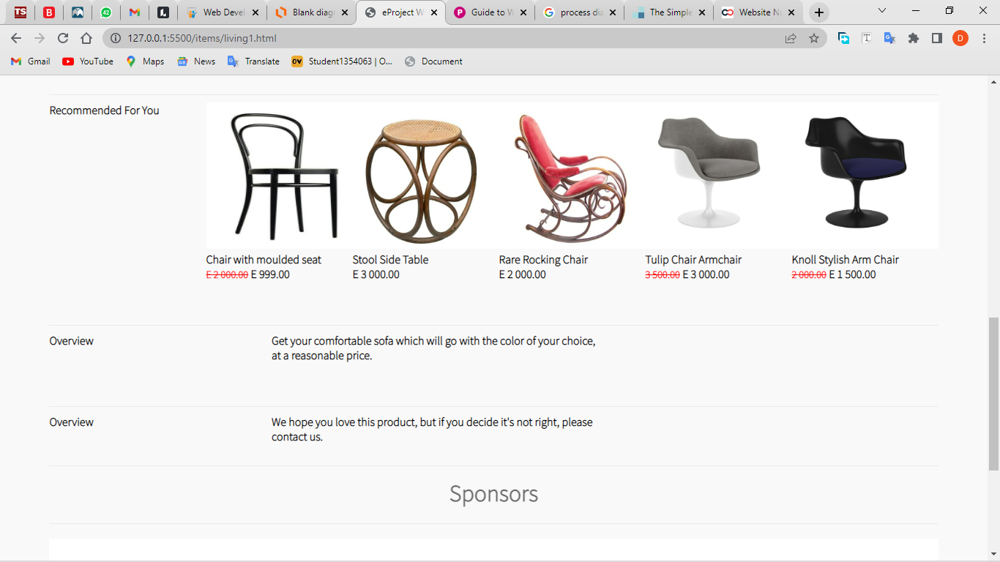 TS
B
42
L
Web Devel
Blank diagr
eProject W
Guide to W
process dia
The Simple
Website Na
127.0.0.1:5500/items/living1.html
D
Gmail
YouTube
Maps
News
Translate
OV
Student1354063 | O...
Document
Recommended For You
Chair with moulded seat
E 2 000.00 E 999.00
Stool Side Table
E 3 000.00
Rare Rocking Chair
E 2 000.00
Tulip Chair Armchair
3 500.00 E 3 000.00
Knoll Stylish Arm Chair
2 000.00 E 1 500.00
Overview
Get your comfortable sofa which will go with the color of your choice,
at a reasonable price.
Overview
We hope you love this product, but if you decide it's not right, please
contact us.
Sponsors